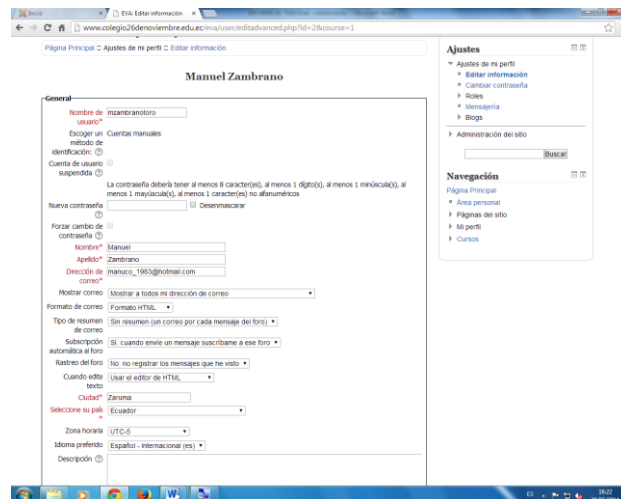 Inicio
EVA: Editar información
www.colegio26denoviembre.edu.ec/eva/user/editadvanced.php?id=2&course=1
Página Principal Ajustes de mi perfil Editar información
Manuel Zambrano
General
Nombre de usuario* mzambranotoro
Escoger un método de identificación: Cuentas manuales
Cuenta de usuario suspendida
La contraseña debería tener al menos 8 caracter(es), al menos 1 dígito(s), al menos 1 minúscula(s), al
menos 1 mayúscula(s), al menos 1 caracter(es) no alfanuméricos
Nueva contraseña Desenmascarar
Forzar cambio de contraseña
Nombre* Manuel
Apellido* Zambrano
Dirección de correo* manuco_1983@hotmail.com
Mostrar correo Mostrar a todos mi dirección de correo
Formato de correo Formato HTML
Tipo de resumen de correo Sin resumen (un correo por cada mensaje del foro)
Subscripción automática al foro Sí, cuando envíe un mensaje suscríbame a ese foro
Rastreo del foro No: no registrar los mensajes que he visto
Cuando edite texto Usar el editor de HTML
Ciudad* Zaruma
Seleccione su país * Ecuador
Zona horaria UTC-5
Idioma preferido Español - Internacional (es)
Descripción
Ajustes
Ajustes de mi perfil
Editar información
Cambiar contraseña
Roles
Mensajería
Blogs
Administración del sitio
Buscar
Navegación
Página Principal
Área personal
Páginas del sitio
Mi perfil
Cursos
ES
16:22